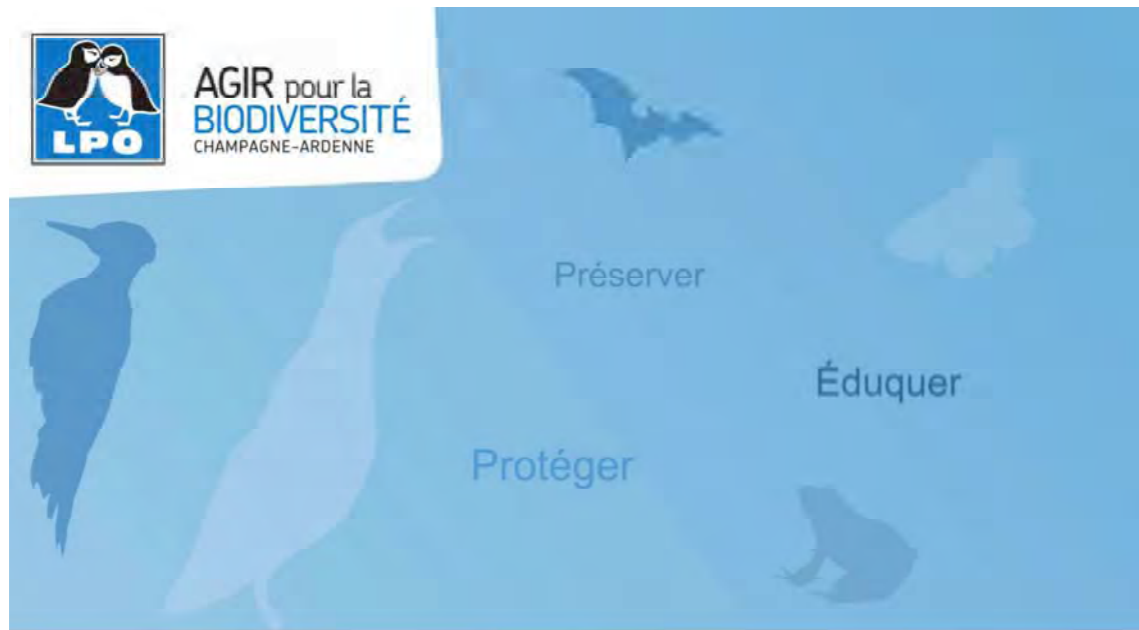 LPO
AGIR pour la
BIODIVERSITÉ
CHAMPAGNE-ARDENNE
Préserver
Éduquer
Protéger